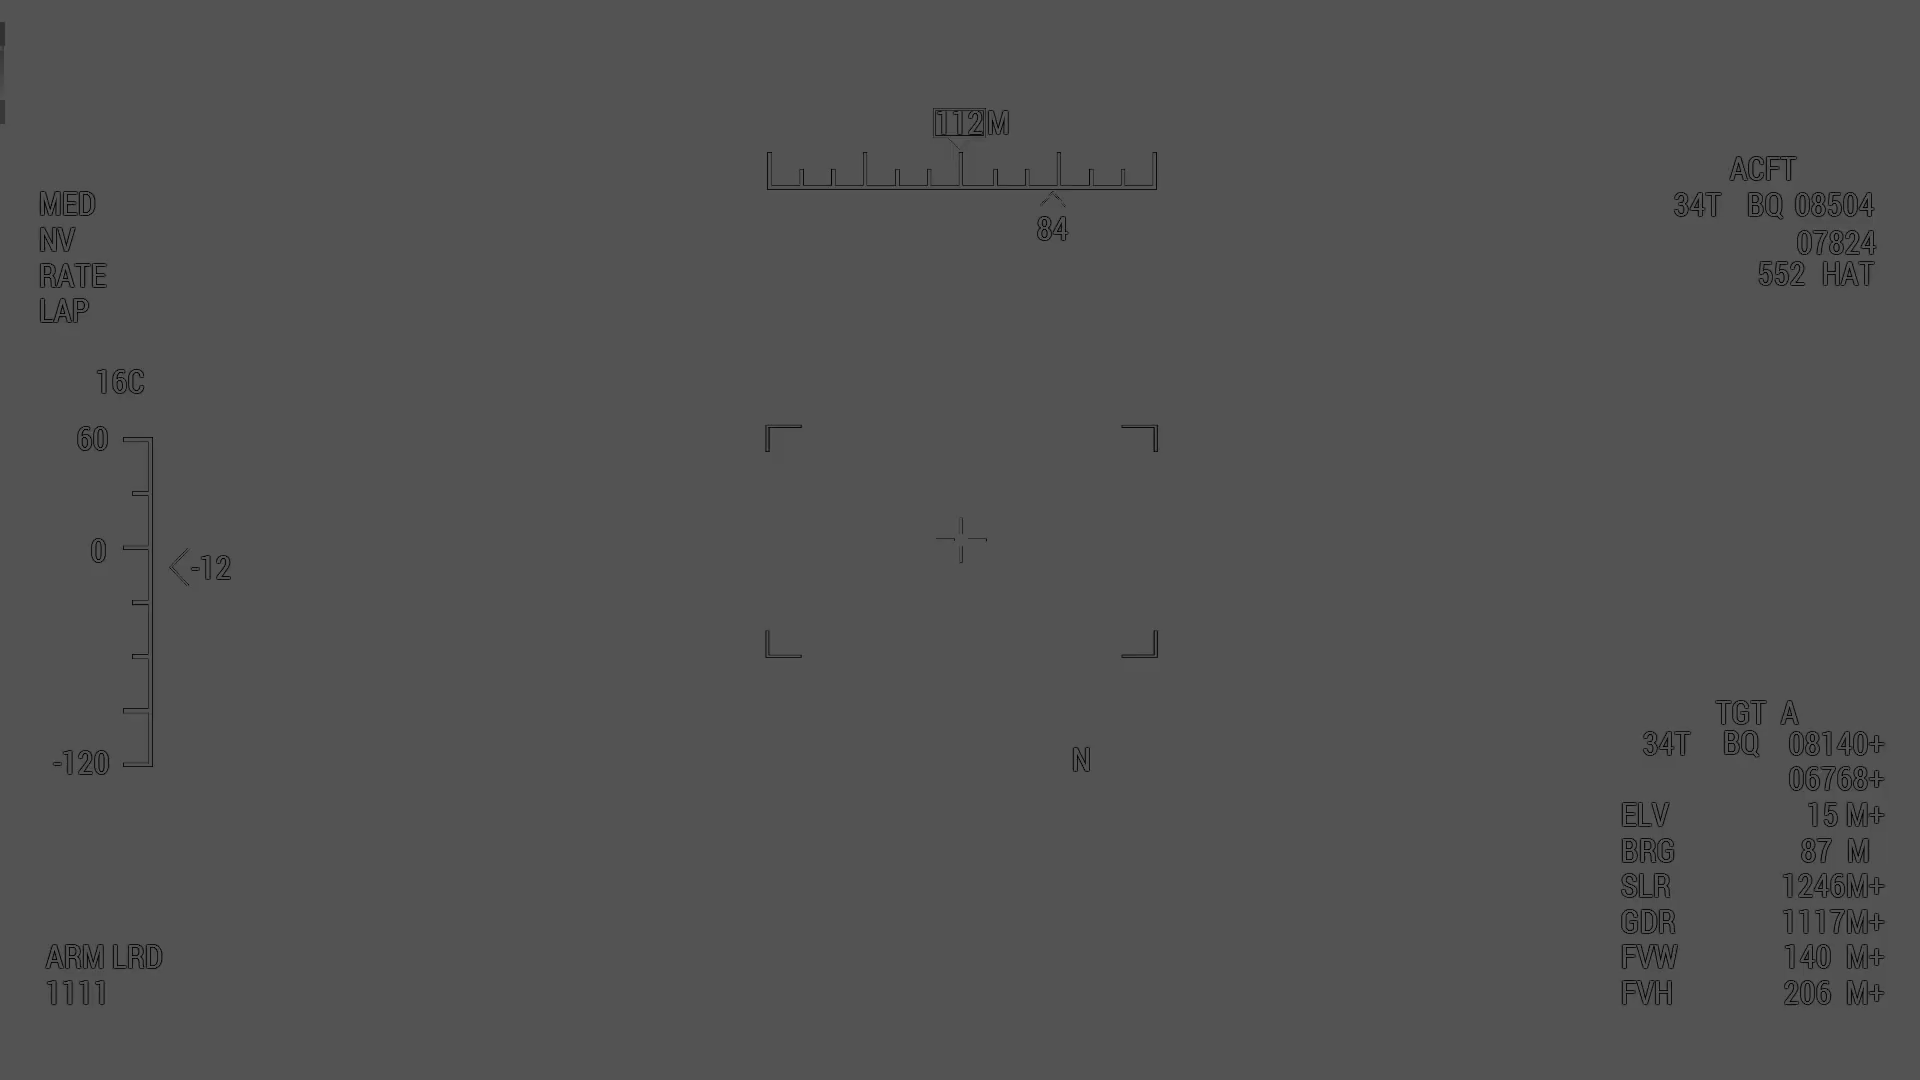 112M
84
MED
NV
RATE
LAP
16C
60
0
-12
-120
ARM LRD
1111
N
ACFT
34T BQ 08504
07824
552 HAT
TGT A
34T BQ 08140+
06768+
ELV 15 M+
BRG 87 M
SLR 1246M+
GDR 1117M+
FVW 140 M+
FVH 206 M+